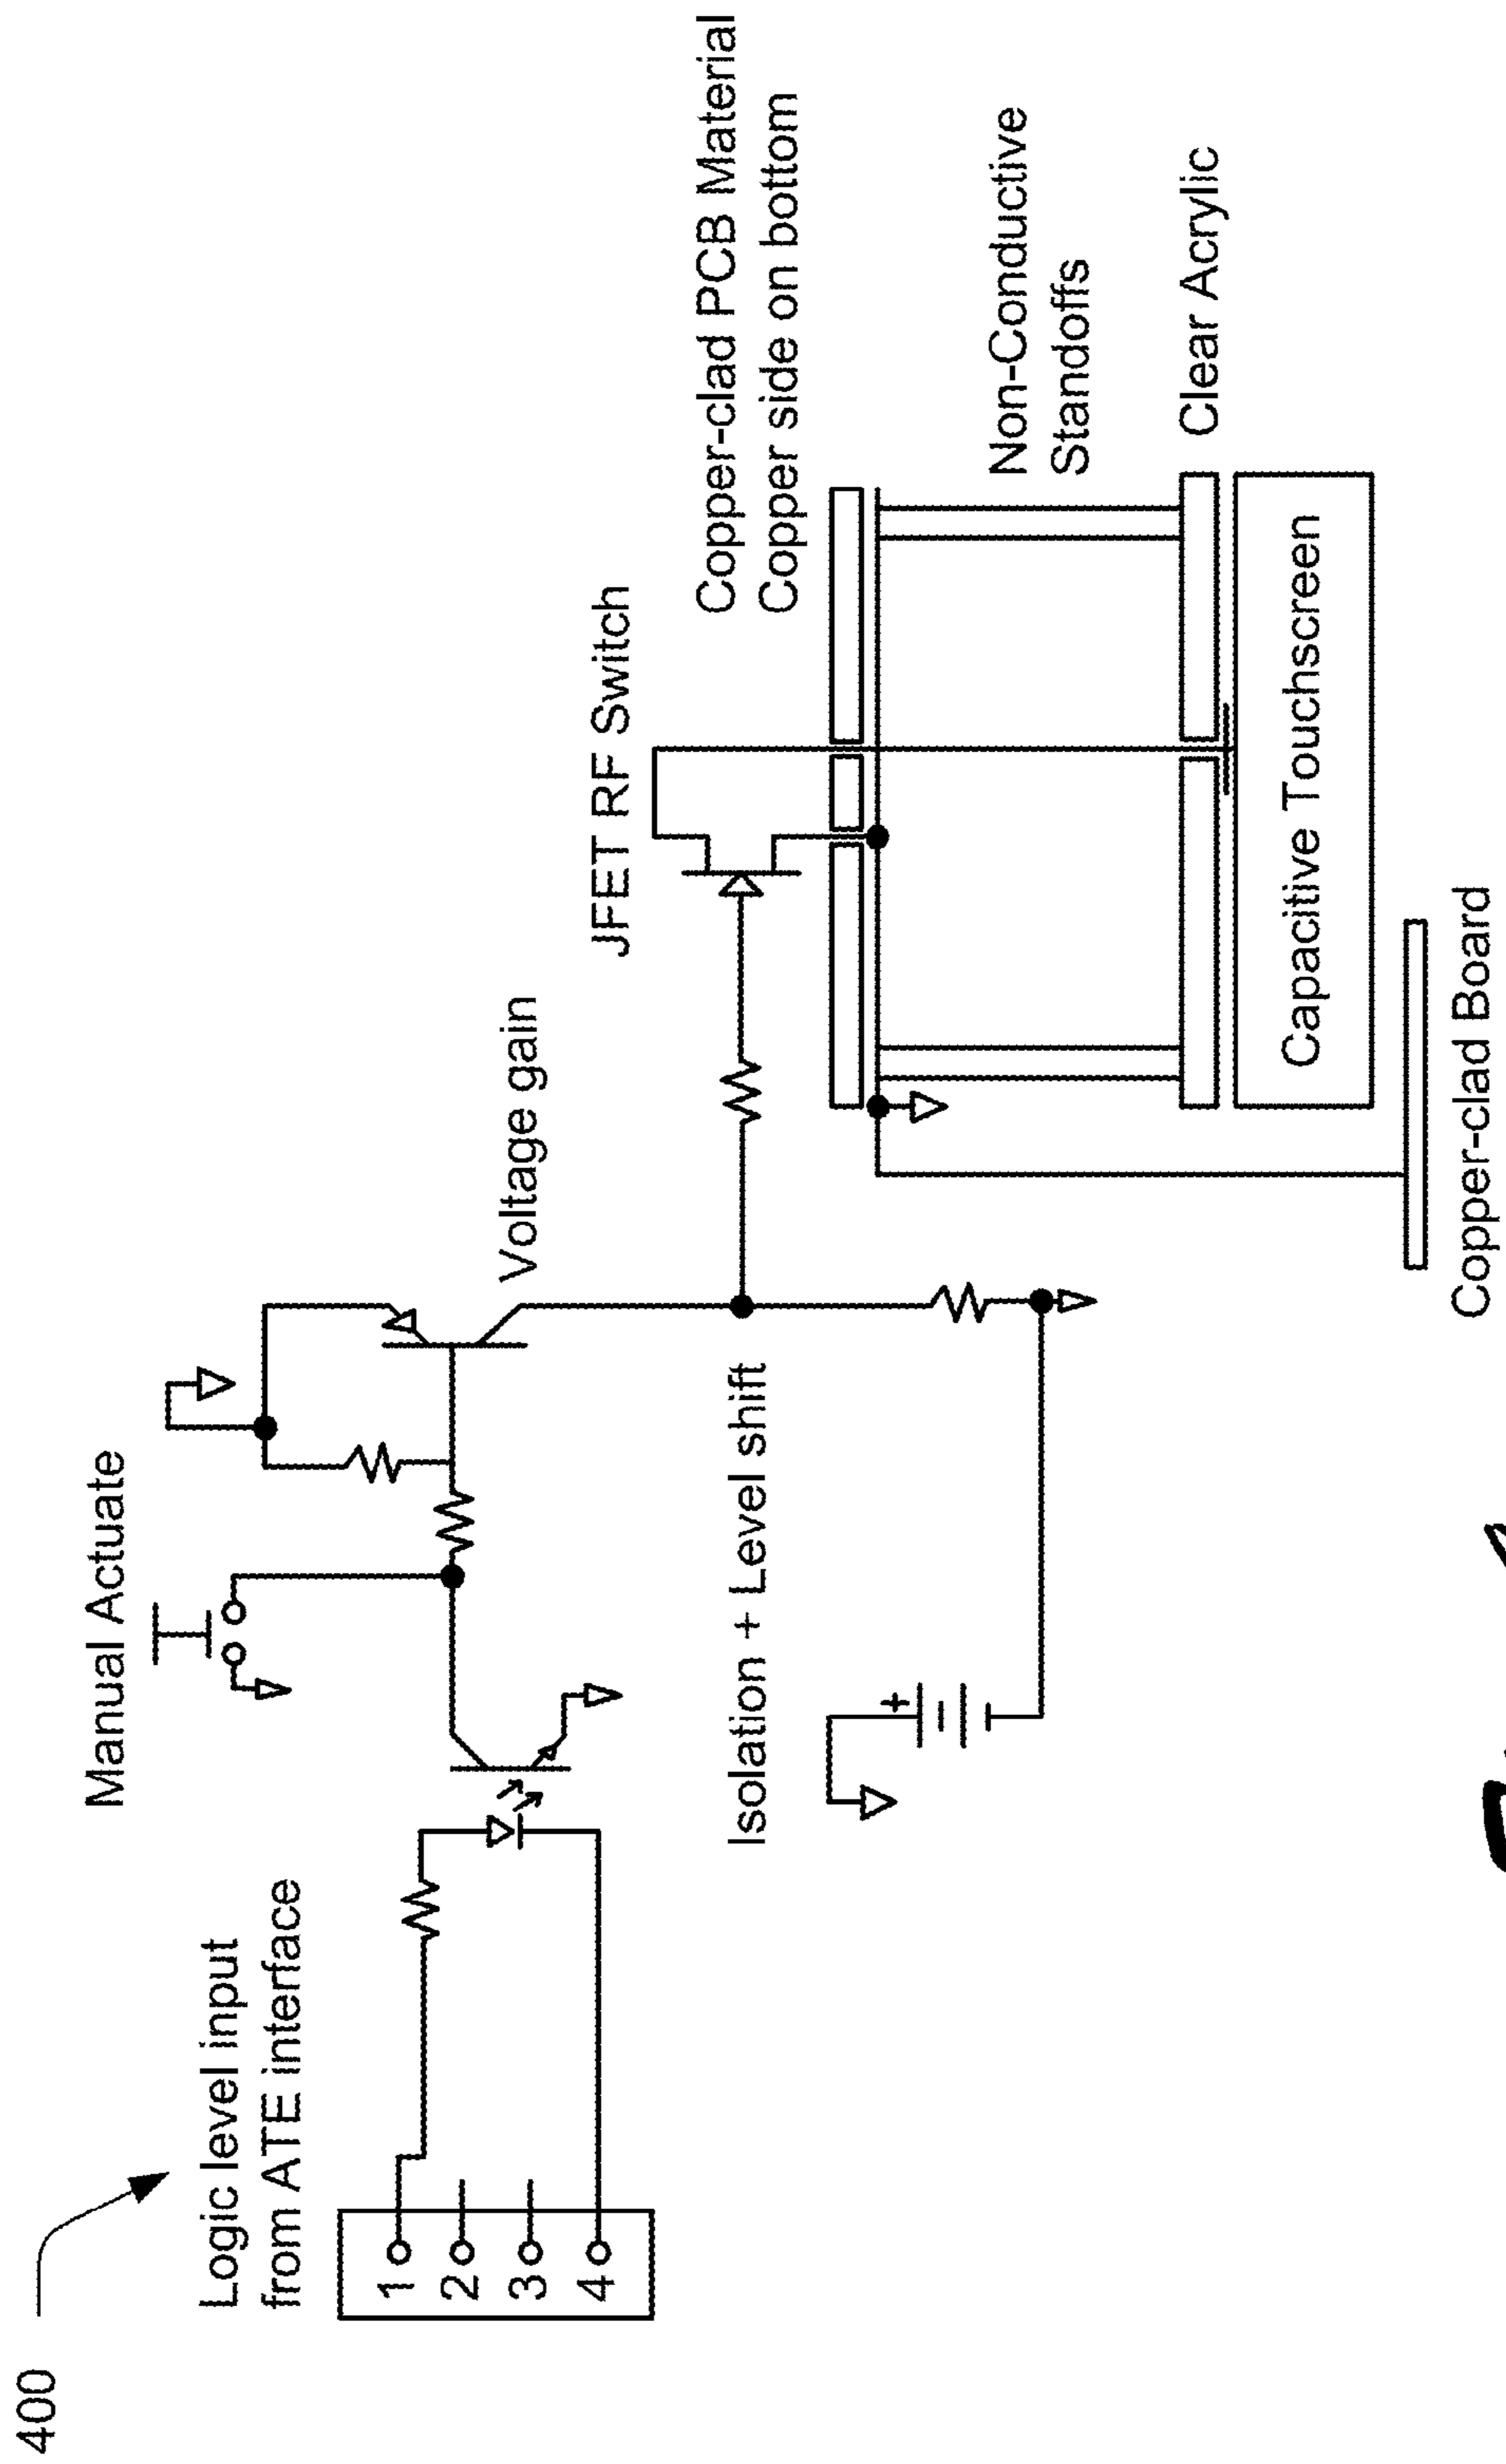 400
Logic level input
from ATE interface
1
2
3
4
Manual Actuate
Isolation + Level shift
+
Voltage gain
JFET RF Switch
Copper-clad PCB Material
Copper side on bottom
Non-Conductive
Standoffs
Clear Acrylic
Capacitive Touchscreen
Copper-clad Board